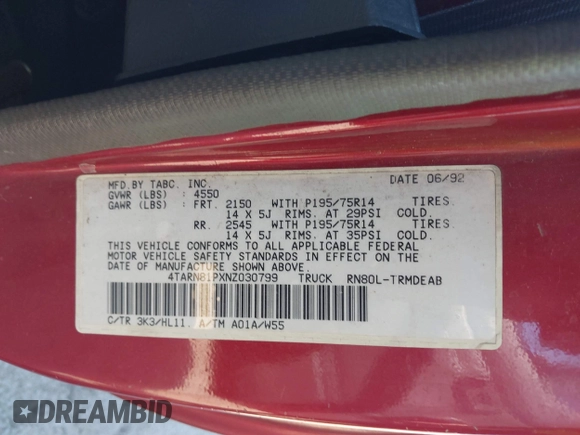 MFD.BY TABC. INC. DATE 06/92
GVWR (LBS) : 4550
GAWR (LBS) : FRT. 2150 WITH P195/75R14 TIRES.
14 X 5J RIMS. AT 29PSI COLD.
RR. 2545 WITH P195/75R14 TIRES.
14 X 5J RIMS. AT 35PSI COLD.
THIS VEHICLE CONFORMS TO ALL APPLICABLE FEDERAL
MOTOR VEHICLE SAFETY STANDARDS IN EFFECT ON THE
DATE OF MANUFACTURE SHOWN ABOVE.
4TARN81PXNZ030799 TRUCK RN80L-TRMDEAB
C/TR 3K3/HL11. A/TM A01A/W55
DREAMBID